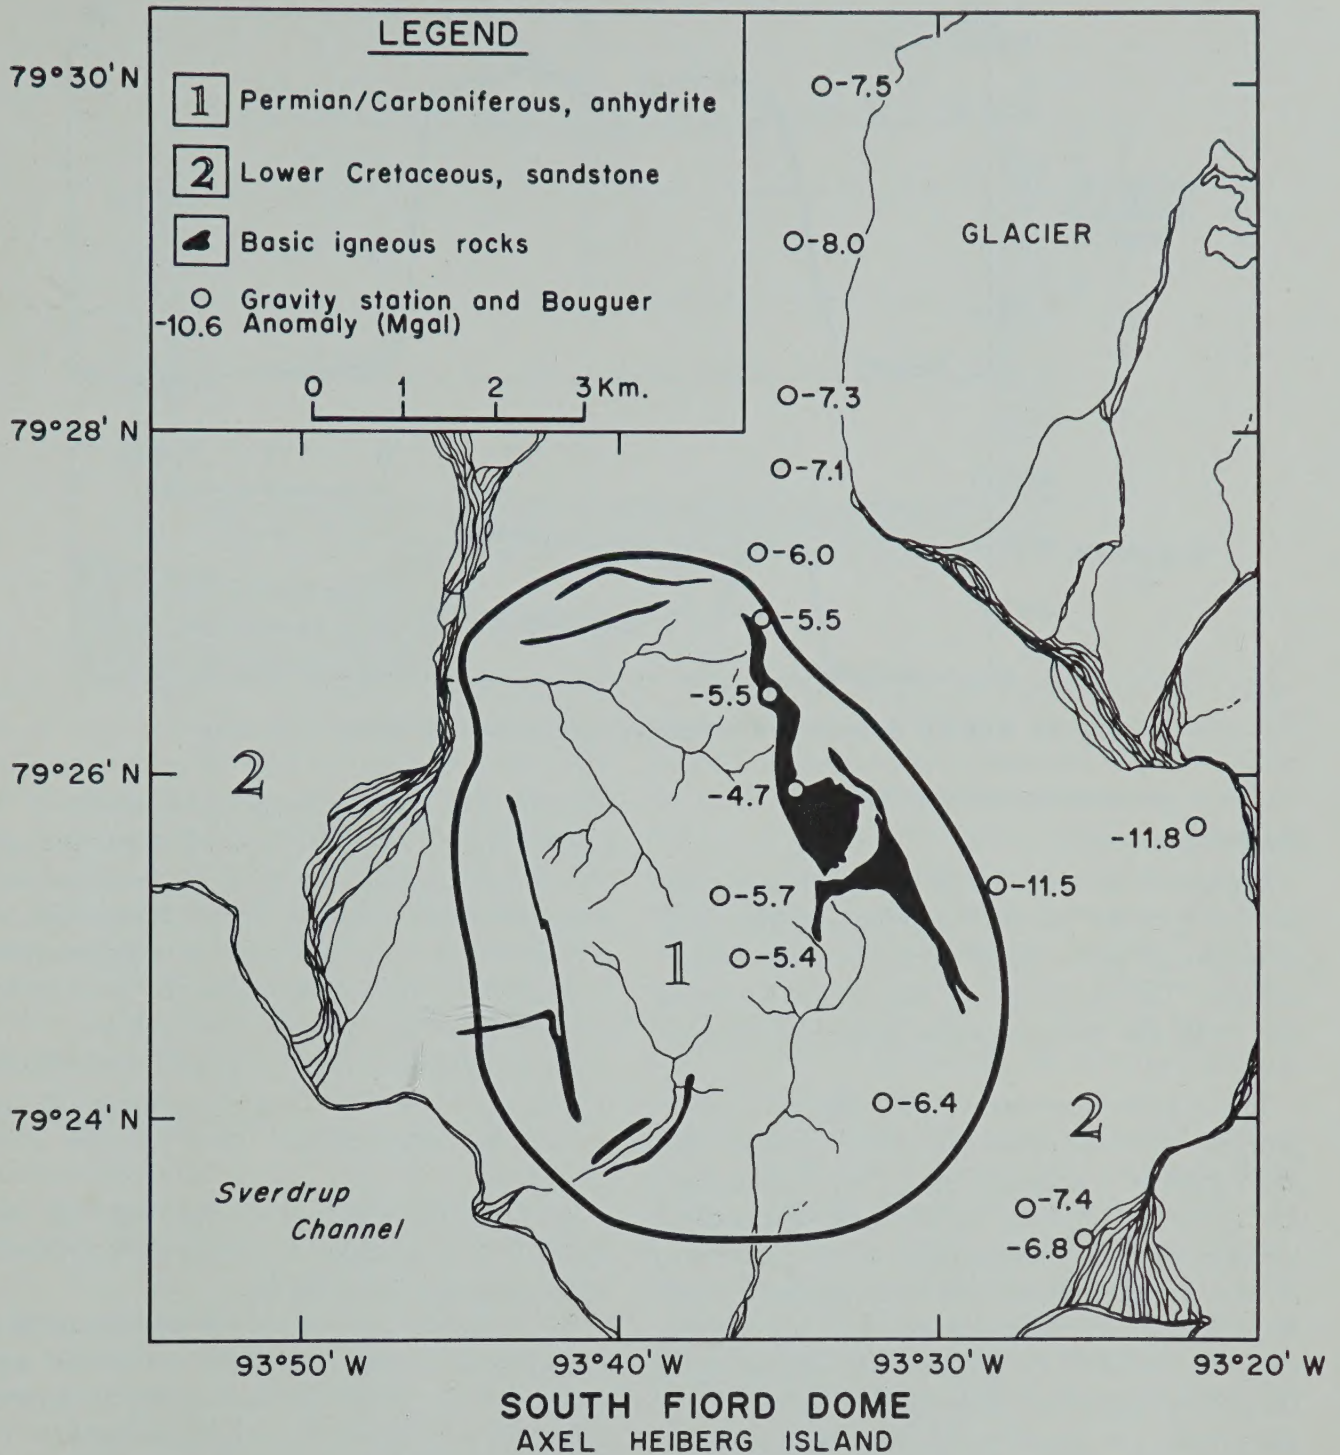 LEGEND
1 Permian/Carboniferous, anhydrite
2 Lower Cretaceous, sandstone
Basic igneous rocks
Gravity station and Bouguer
-10.6 Anomaly (Mgal)
0 1 2 3 Km.
79°30' N
79°28' N
79°26' N
79°24' N
-7.5
GLACIER
-8.0
-7.3
-7.1
-6.0
-5.5
-5.5
2
-4.7
-11.8
-5.7
-11.5
1
-5.4
-6.4
2
Sverdrup
Channel
-7.4
-6.8
93°50' W 93°40' W 93°30' W 93°20' W
SOUTH FIORD DOME
AXEL HEIBERG ISLAND